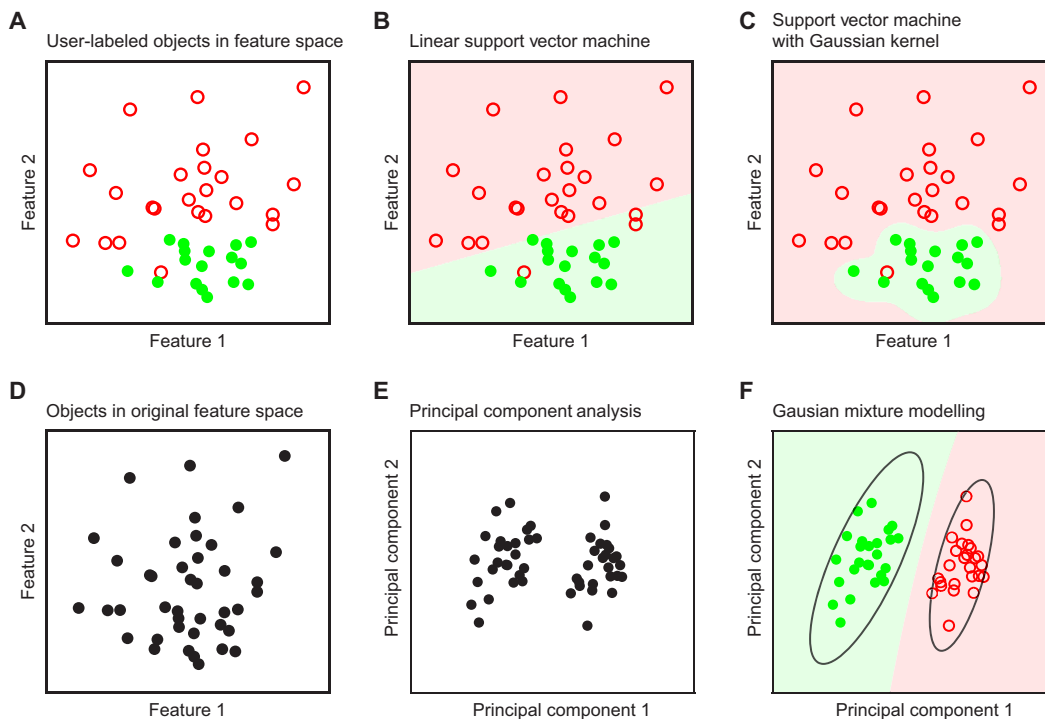 A
User-labeled objects in feature space
Feature 2
Feature 1
B
Linear support vector machine
Feature 2
Feature 1
C
Support vector machine
with Gaussian kernel
Feature 2
Feature 1
D
Objects in original feature space
Feature 2
Feature 1
E
Principal component analysis
Principal component 2
Principal component 1
F
Gausian mixture modelling
Principal component 2
Principal component 1